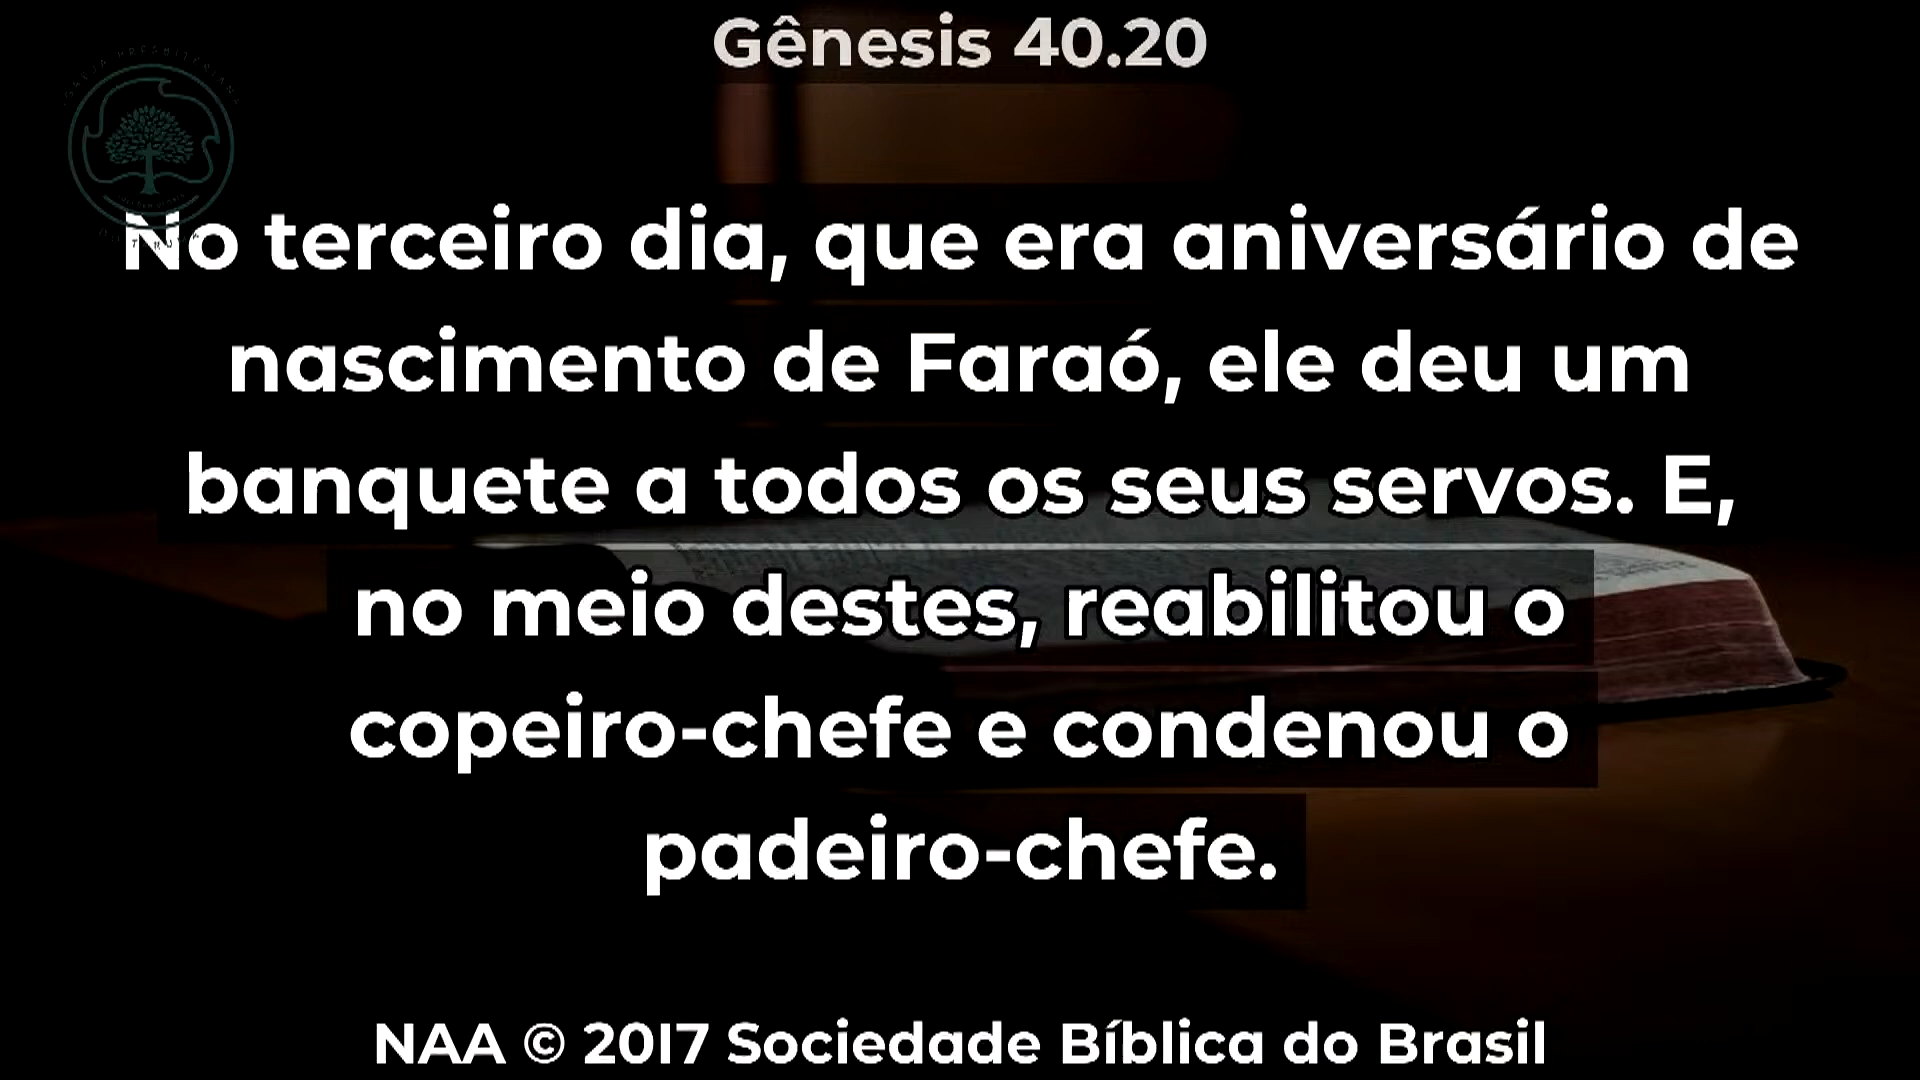 Gênesis 40.20
No terceiro dia, que era aniversário de
nascimento de Faraó, ele deu um
banquete a todos os seus servos. E,
no meio destes, reabilitou o
copeiro-chefe e condenou o
padeiro-chefe.
NAA © 2017 Sociedade Bíblica do Brasil